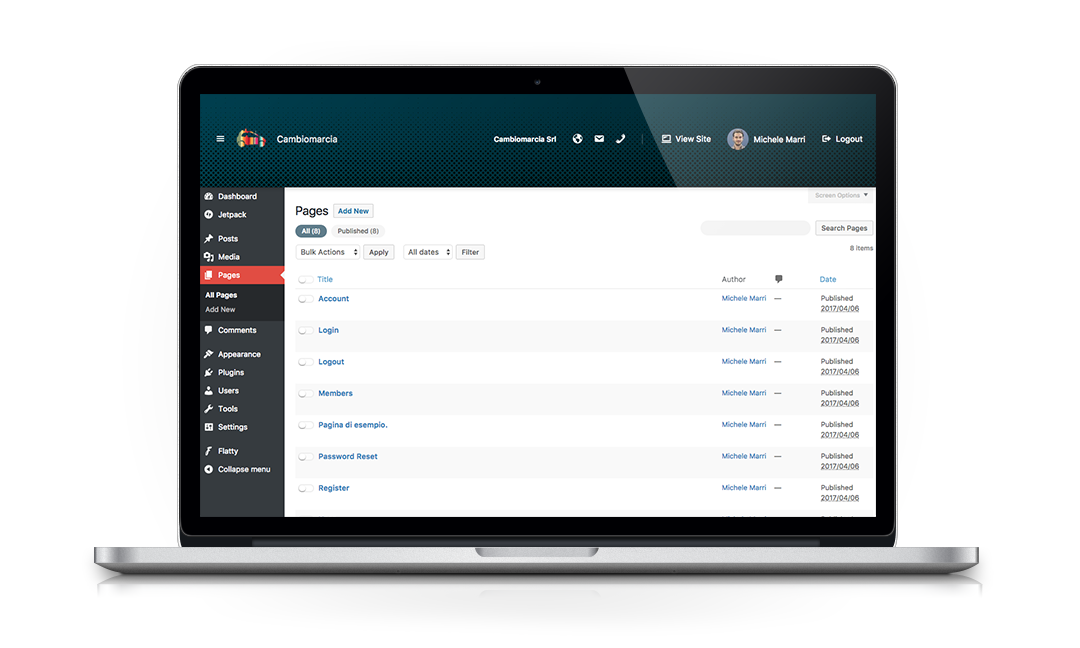 Cambiomarcia
Cambiomarcia Srl
View Site
Michele Marri
Logout
Dashboard
Jetpack
Posts
Media
Pages
All Pages
Add New
Comments
Appearance
Plugins
Users
Tools
Settings
Flatty
Collapse menu
Screen Options
Pages Add New
All (8) Published (8)
Search Pages
Bulk Actions Apply All dates Filter
8 items
Title Author Date
Account Michele Marri — Published
2017/04/06
Login Michele Marri — Published
2017/04/06
Logout Michele Marri — Published
2017/04/06
Members Michele Marri — Published
2017/04/06
Pagina di esempio. Michele Marri — Published
2017/04/06
Password Reset Michele Marri — Published
2017/04/06
Register Michele Marri — Published
2017/04/06